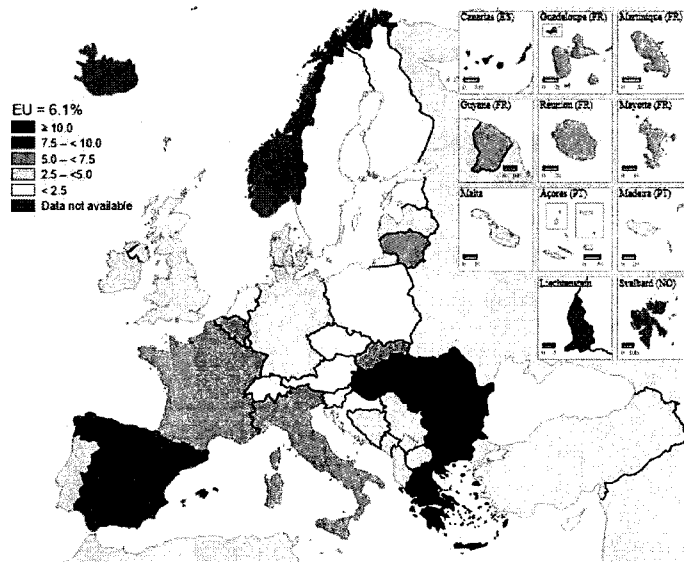 EU = 6.1%
≥ 10.0
7.5 – < 10.0
5.0 – < 7.5
2.5 – <5.0
< 2.5
Data not available
Canarias (ES)
Guadeloupe (FR)
Martinique (FR)
Guyane (FR)
Réunion (FR)
Mayotte (FR)
Malta
Açores (PT)
Madeira (PT)
Liechtenstein
Svalbard (NO)